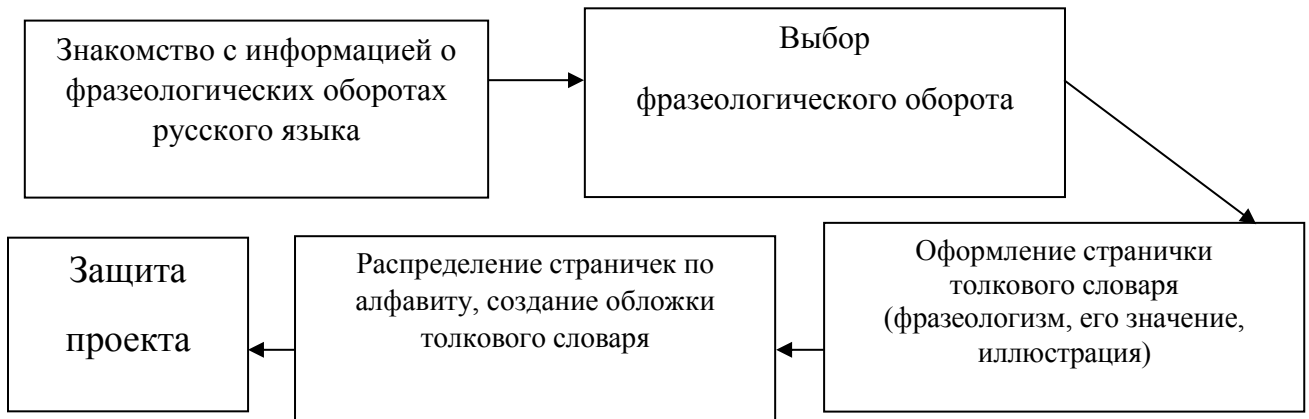 Знакомство с информацией о
фразеологических оборотах
русского языка
Выбор
фразеологического оборота
Оформление странички
толкового словаря
(фразеологизм, его значение,
иллюстрация)
Распределение страничек по
алфавиту, создание обложки
толкового словаря
Защита
проекта